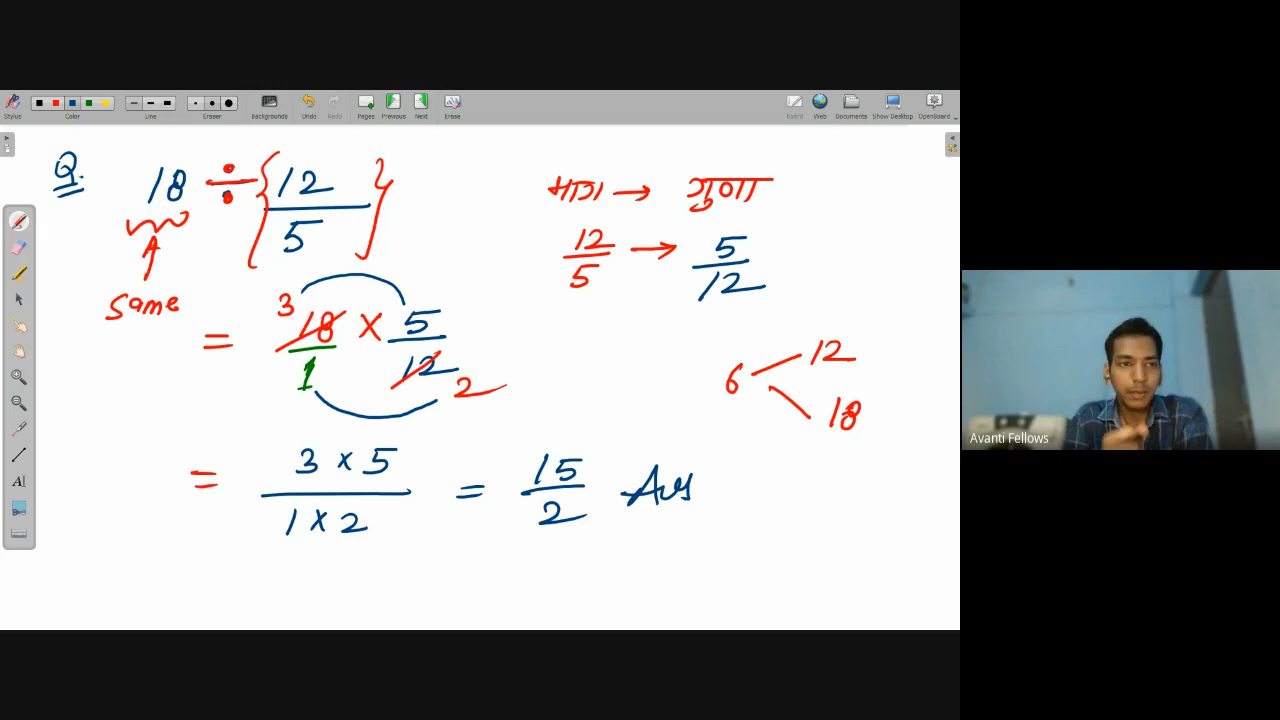 Stylus
Color
Line
Eraser
Backgrounds
Undo
Redo
Pages
Previous
Next
Erase
Board
Web
Documents
Show Desktop
OpenBoard
Q. 18 ÷ { 12/5 }
Same
भाग → गुणा
12/5 → 5/12
= 3 18/1 × 5/12 2
6 12
18
= 3 × 5 / 1 × 2 = 15/2 Ans
Avanti Fellows